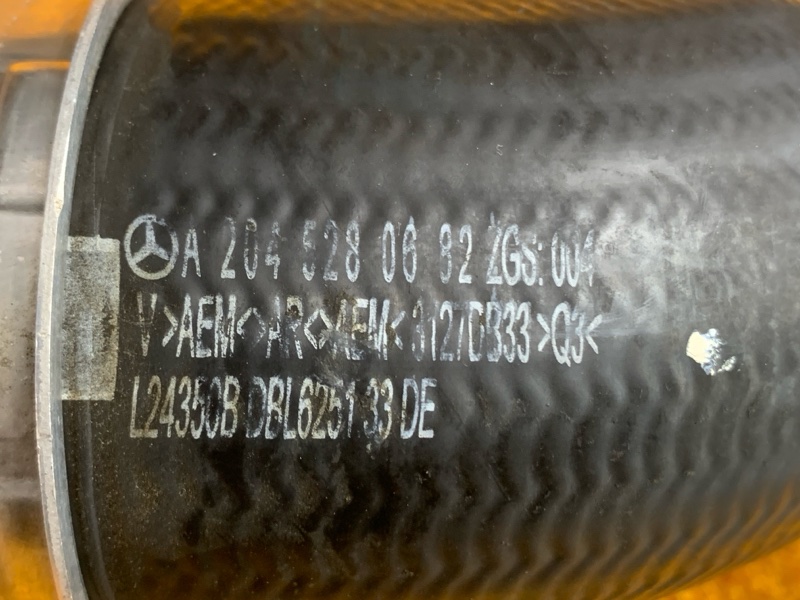 A 204 528 06 82 ZGS: 004
V >AEM<>AR<>AEM< 3127DB33 >Q3<
L24350B DBL6251 33 DE